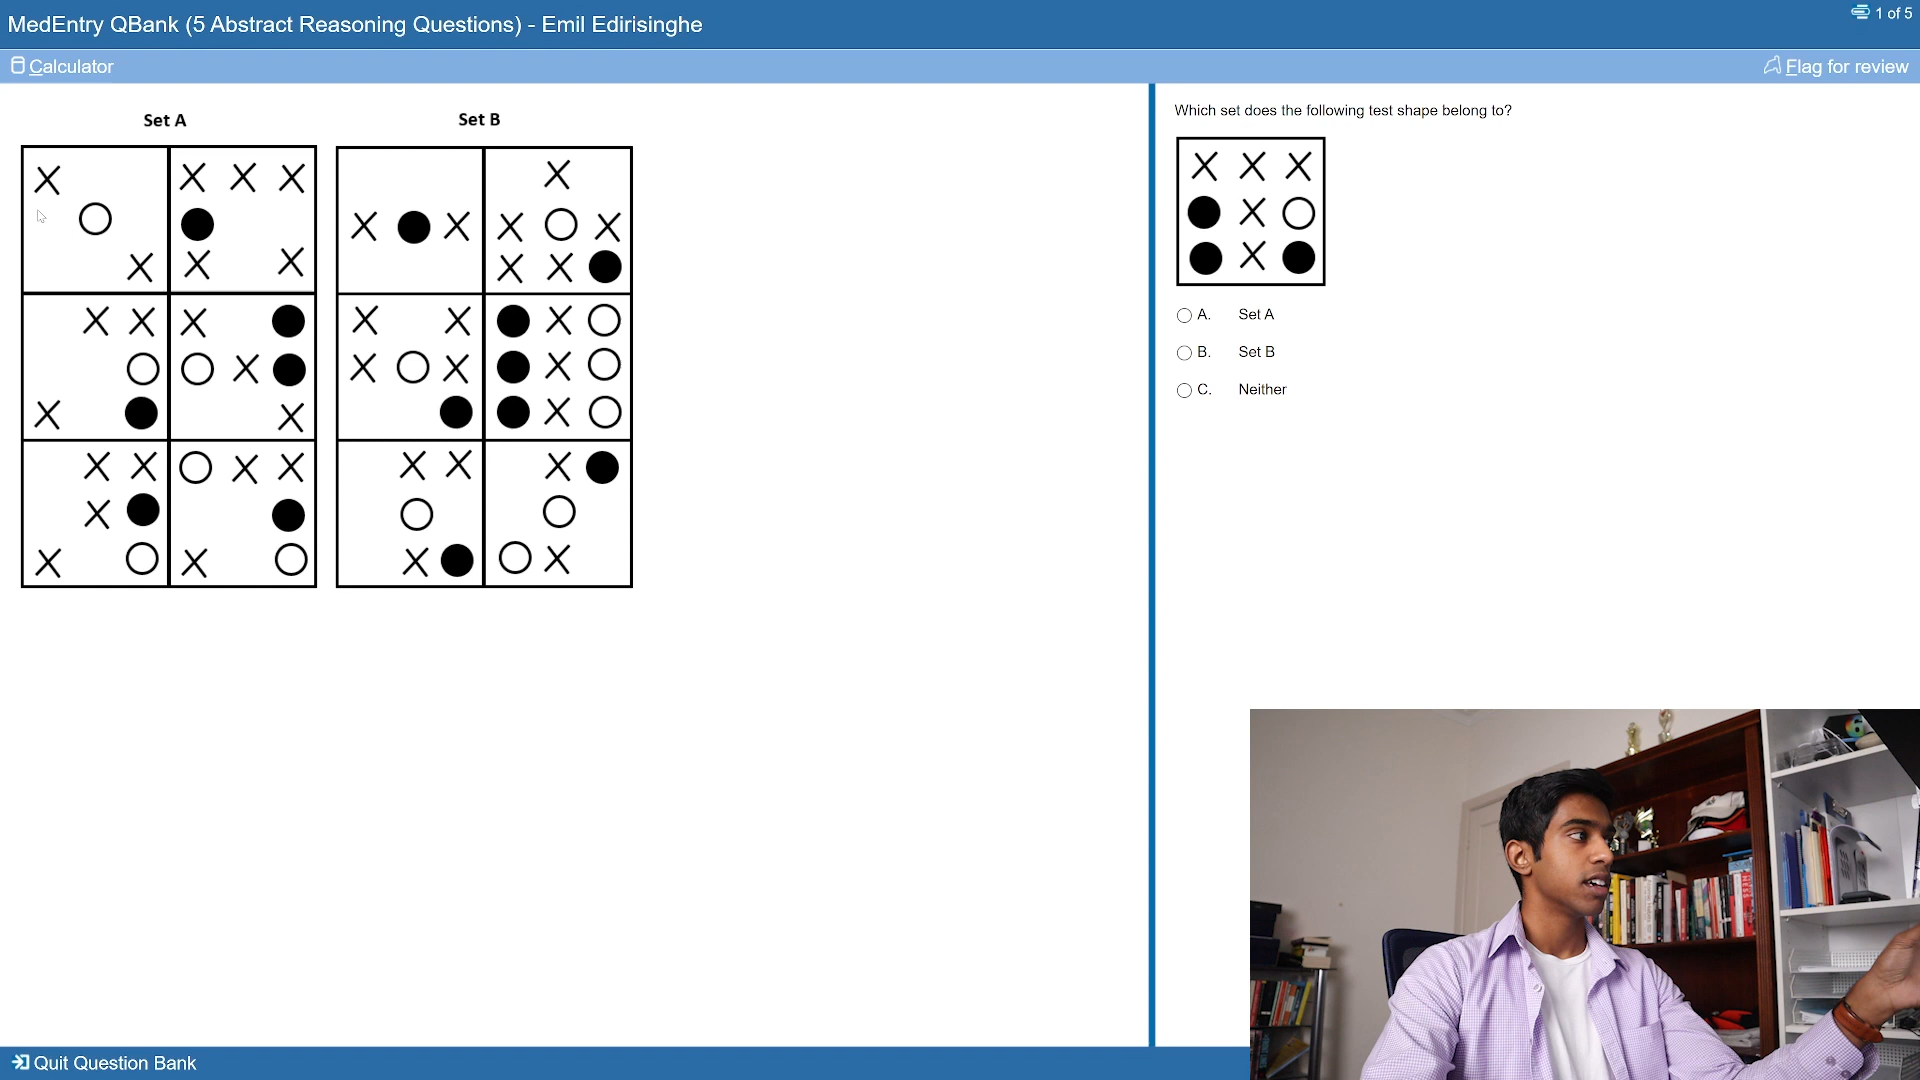 MedEntry QBank (5 Abstract Reasoning Questions) - Emil Edirisinghe
1 of 5
Calculator
Flag for review
Set A
Set B
Which set does the following test shape belong to?
A. Set A
B. Set B
C. Neither
Quit Question Bank